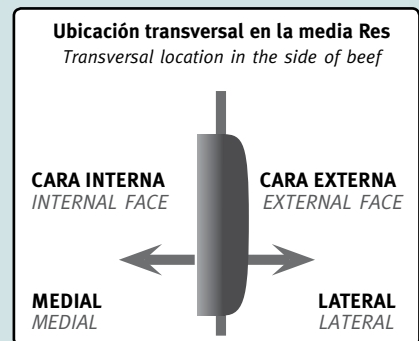 Ubicación transversal en la media Res
Transversal location in the side of beef
CARA INTERNA
INTERNAL FACE
CARA EXTERNA
EXTERNAL FACE
MEDIAL
MEDIAL
LATERAL
LATERAL